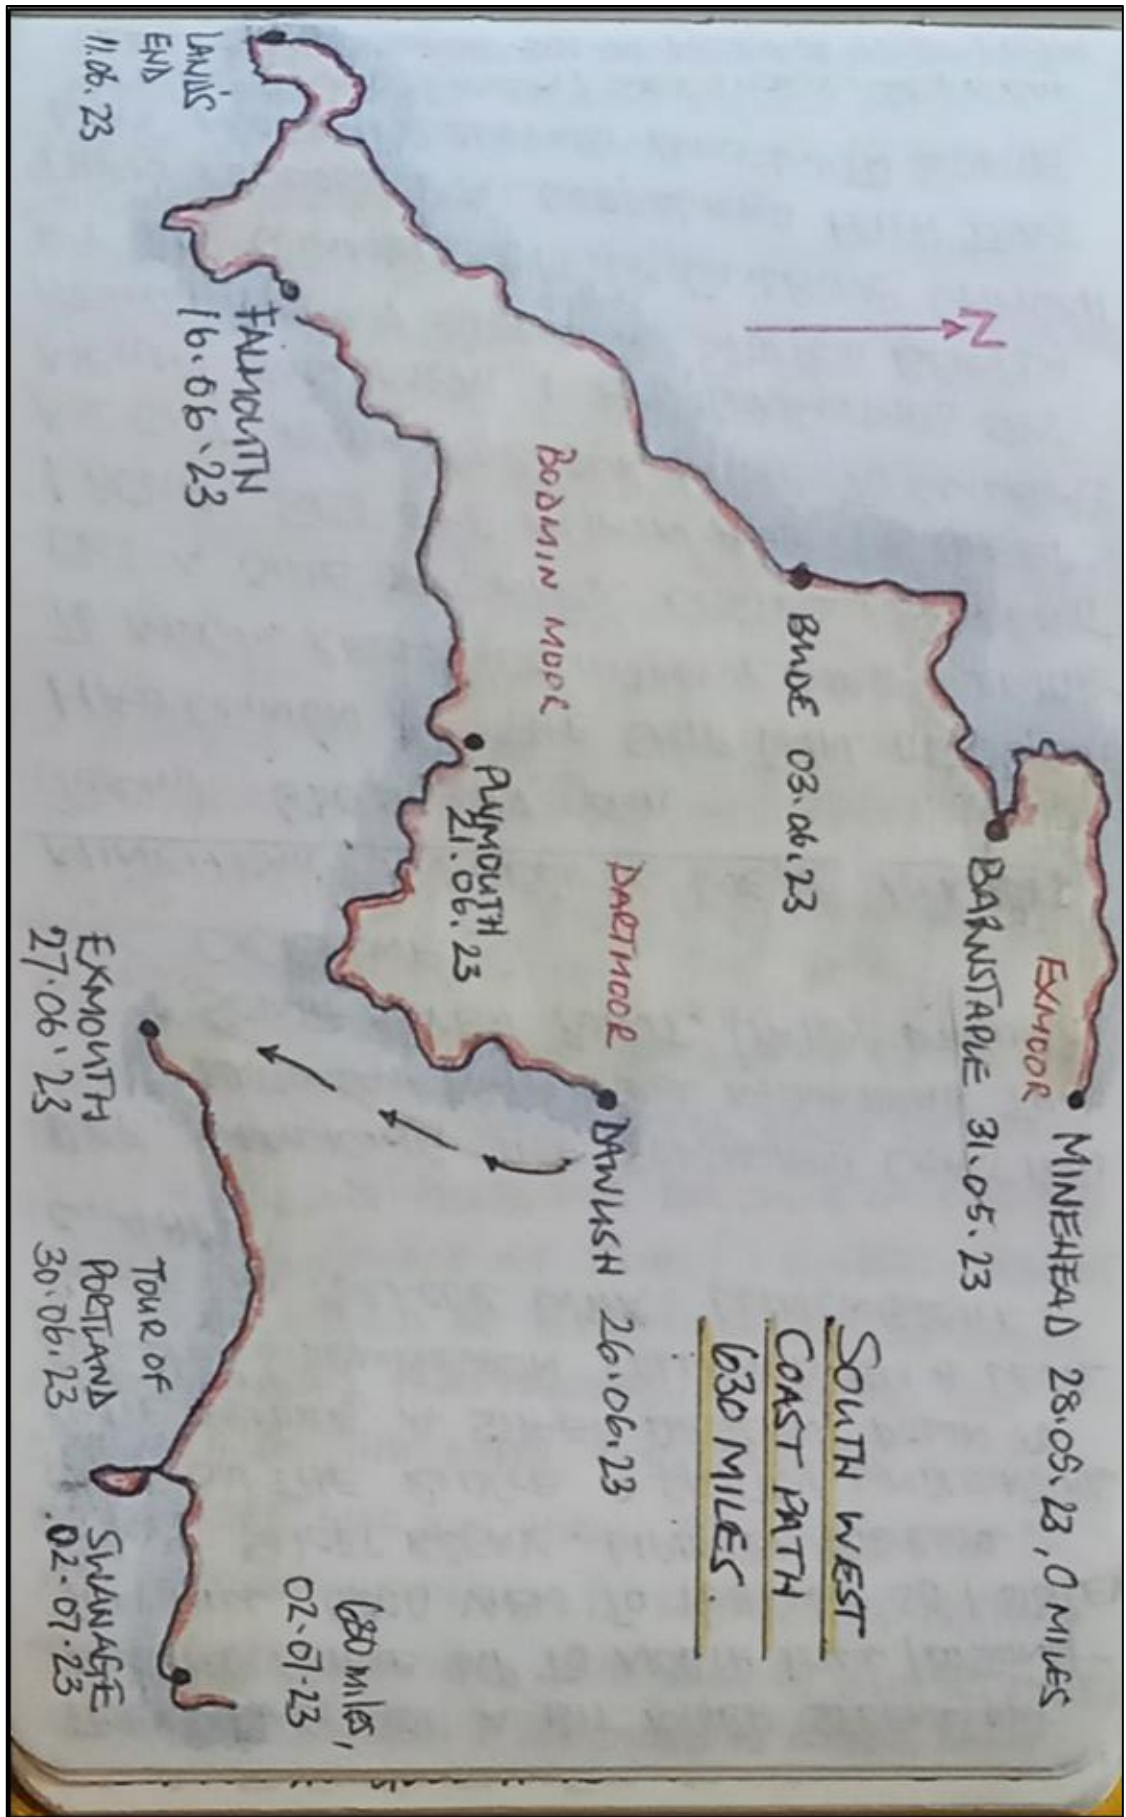 MINEHEAD 28.05.23, 0 MILES
EXMOOR
BARNSTAPLE 31.05.23
N
BUDE 03.06.23
SOUTH WEST
COAST PATH
630 MILES
DARTMOOR
DAWLISH 26.06.23
BODMIN MOOR
PLYMOUTH
21.06.23
630 miles,
02.07.23
FALMOUTH
16.06.23
LAND'S
END
11.06.23
EXMOUTH
27.06.23
TOUR OF
PORTLAND
30.06.23
SWANAGE
02.07.23